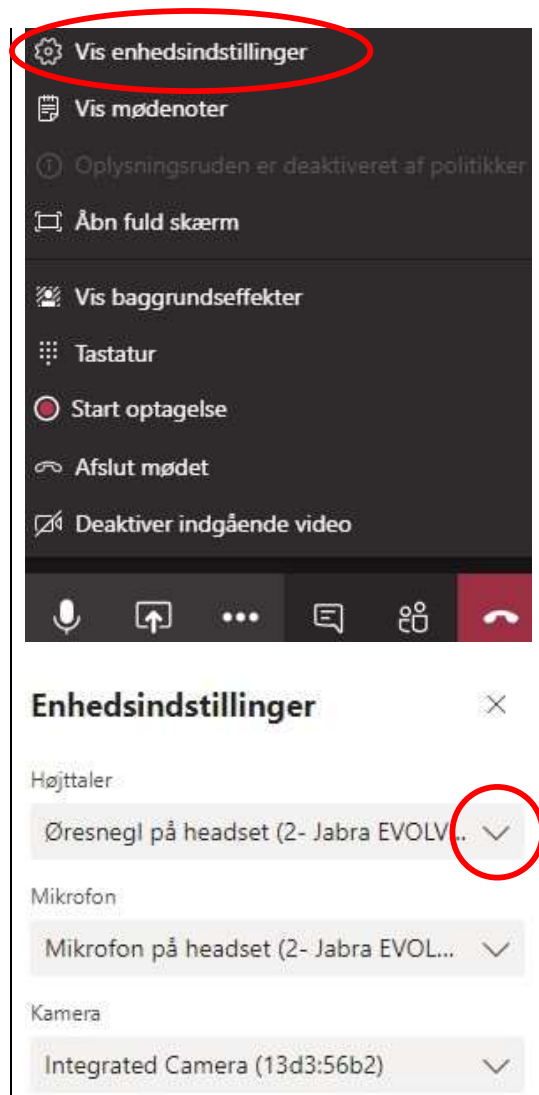 Vis enhedsindstillinger
Vis mødenoter
Oplysningsruden er deaktiveret af politikker
Åbn fuld skærm
Vis baggrundseffekter
Tastatur
Start optagelse
Afslut mødet
Deaktiver indgående video
Enhedsindstillinger
Højttaler
Øresnegl på headset (2- Jabra EVOLV...
Mikrofon
Mikrofon på headset (2- Jabra EVOL...
Kamera
Integrated Camera (13d3:56b2)